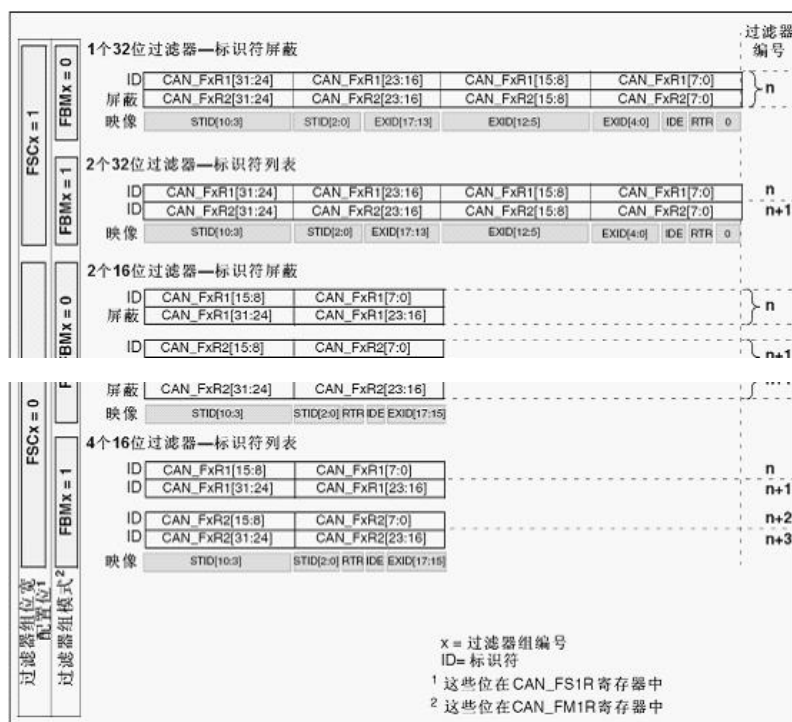 过滤器
编号
1个32位过滤器—标识符屏蔽
ID CAN_FxR1[31:24] CAN_FxR1[23:16] CAN_FxR1[15:8] CAN_FxR1[7:0]
屏蔽 CAN_FxR2[31:24] CAN_FxR2[23:16] CAN_FxR2[15:8] CAN_FxR2[7:0]
n
映像 STID[10:3] STID[2:0] EXID[17:13] EXID[12:5] EXID[4:0] IDE RTR 0
2个32位过滤器—标识符列表
ID CAN_FxR1[31:24] CAN_FxR1[23:16] CAN_FxR1[15:8] CAN_FxR1[7:0] n
ID CAN_FxR2[31:24] CAN_FxR2[23:16] CAN_FxR2[15:8] CAN_FxR2[7:0] n+1
映像 STID[10:3] STID[2:0] EXID[17:13] EXID[12:5] EXID[4:0] IDE RTR 0
2个16位过滤器—标识符屏蔽
ID CAN_FxR1[15:8] CAN_FxR1[7:0]
屏蔽 CAN_FxR1[31:24] CAN_FxR1[23:16]
n
ID CAN_FxR2[15:8] CAN_FxR2[7:0]
n+1
屏蔽 CAN_FxR2[31:24] CAN_FxR2[23:16]
映像 STID[10:3] STID[2:0] RTR IDE EXID[17:15]
4个16位过滤器—标识符列表
ID CAN_FxR1[15:8] CAN_FxR1[7:0] n
ID CAN_FxR1[31:24] CAN_FxR1[23:16] n+1
ID CAN_FxR2[15:8] CAN_FxR2[7:0] n+2
ID CAN_FxR2[31:24] CAN_FxR2[23:16] n+3
映像 STID[10:3] STID[2:0] RTR IDE EXID[17:15]
FSCx = 1
FBMx = 0
FBMx = 1
FSCx = 0
FBMx = 0
FBMx = 1
过滤器组位宽
配置位1
过滤器组模式2
x = 过滤器组编号
ID= 标识符
1 这些位在CAN_FS1R寄存器中
2 这些位在CAN_FM1R寄存器中